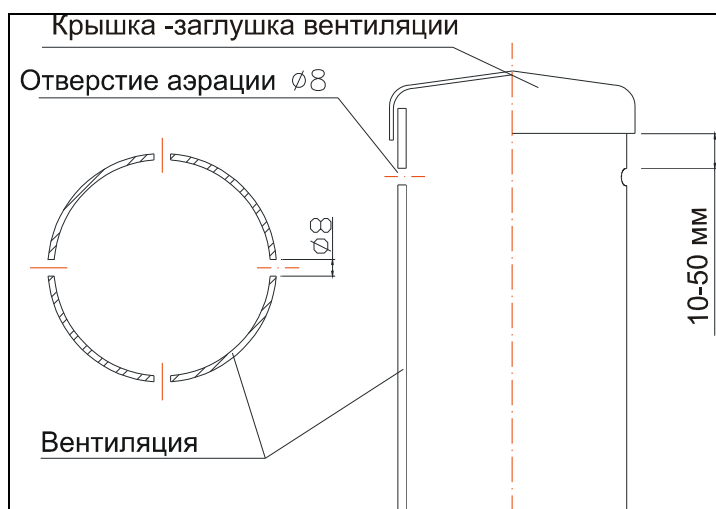 Крышка -заглушка вентиляции
Отверстие аэрации ⌀8
⌀8
10-50 мм
Вентиляция